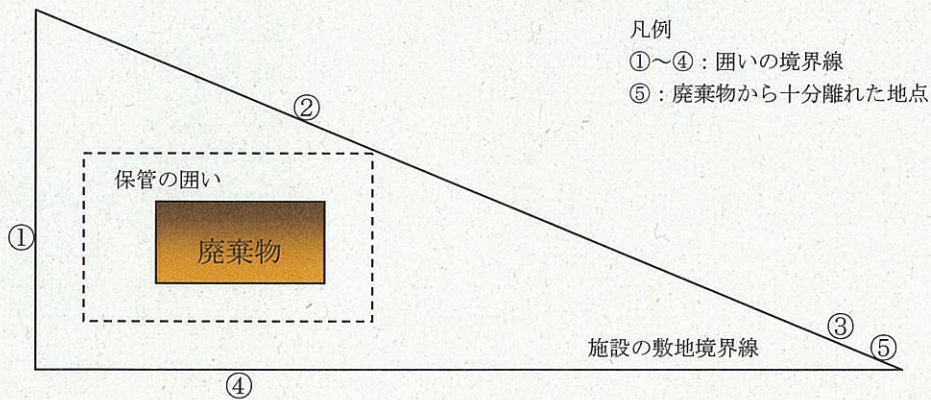 凡例
①～④：囲いの境界線
⑤：廃棄物から十分離れた地点
②
保管の囲い
①
廃棄物
③
施設の敷地境界線
⑤
④